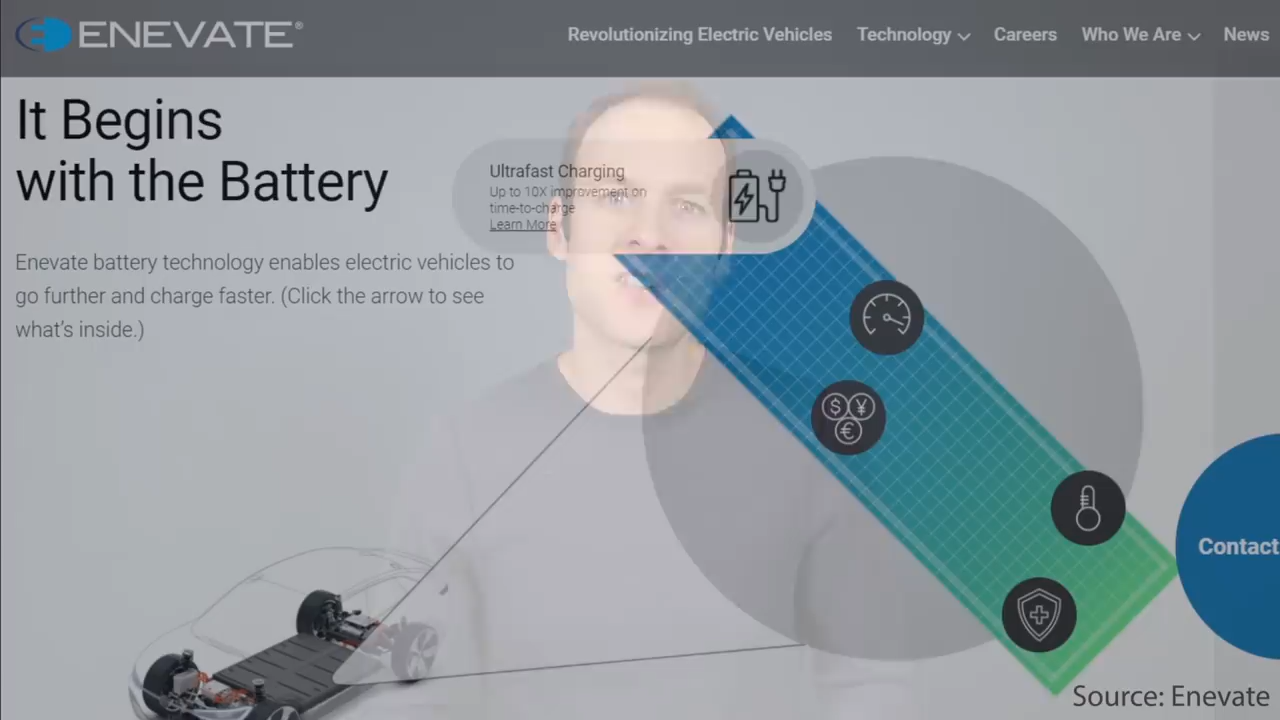 ENEVATE®
Revolutionizing Electric Vehicles Technology Careers Who We Are News
It Begins
with the Battery
Ultrafast Charging
Up to 10X improvement on
time-to-charge
Learn More
Enevate battery technology enables electric vehicles to
go further and charge faster. (Click the arrow to see
what's inside.)
$ ¥
€
Contact
Source: Enevate